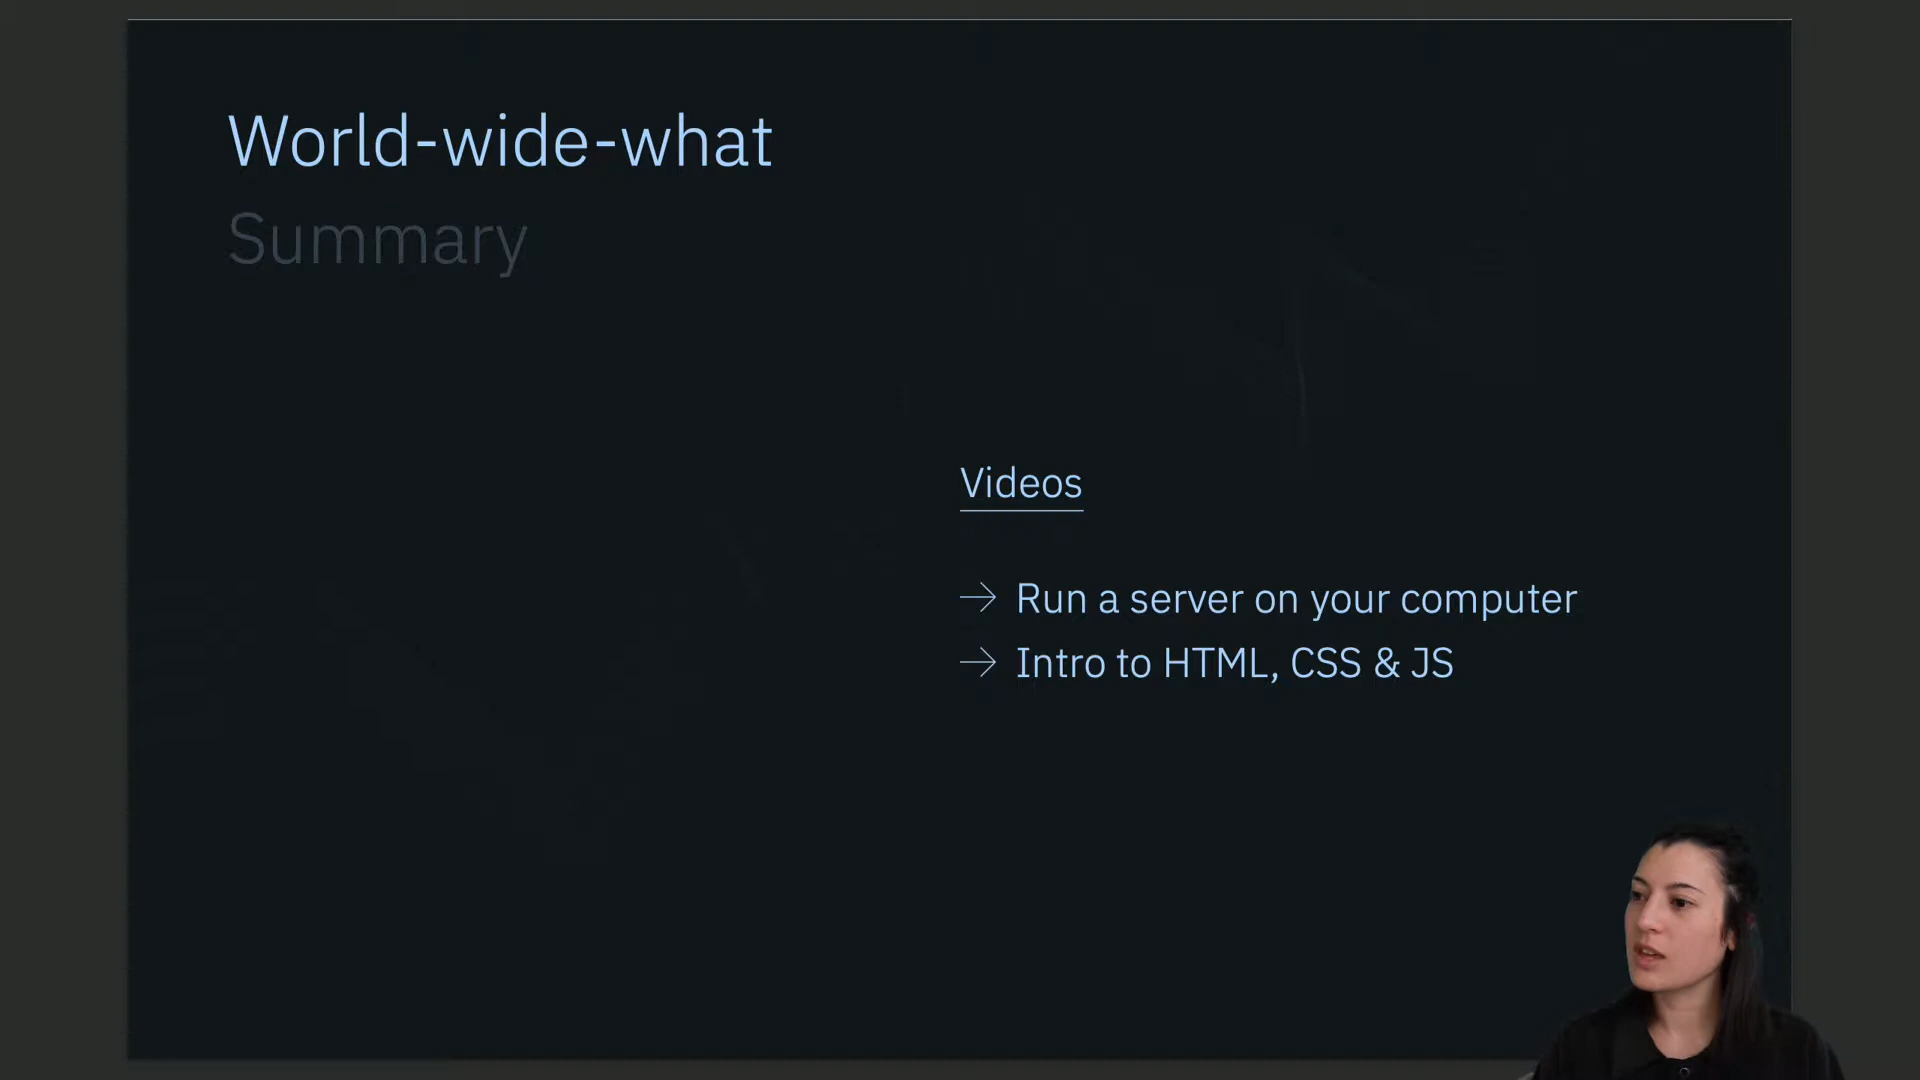 World-wide-what
Summary
Videos
→ Run a server on your computer
→ Intro to HTML, CSS & JS